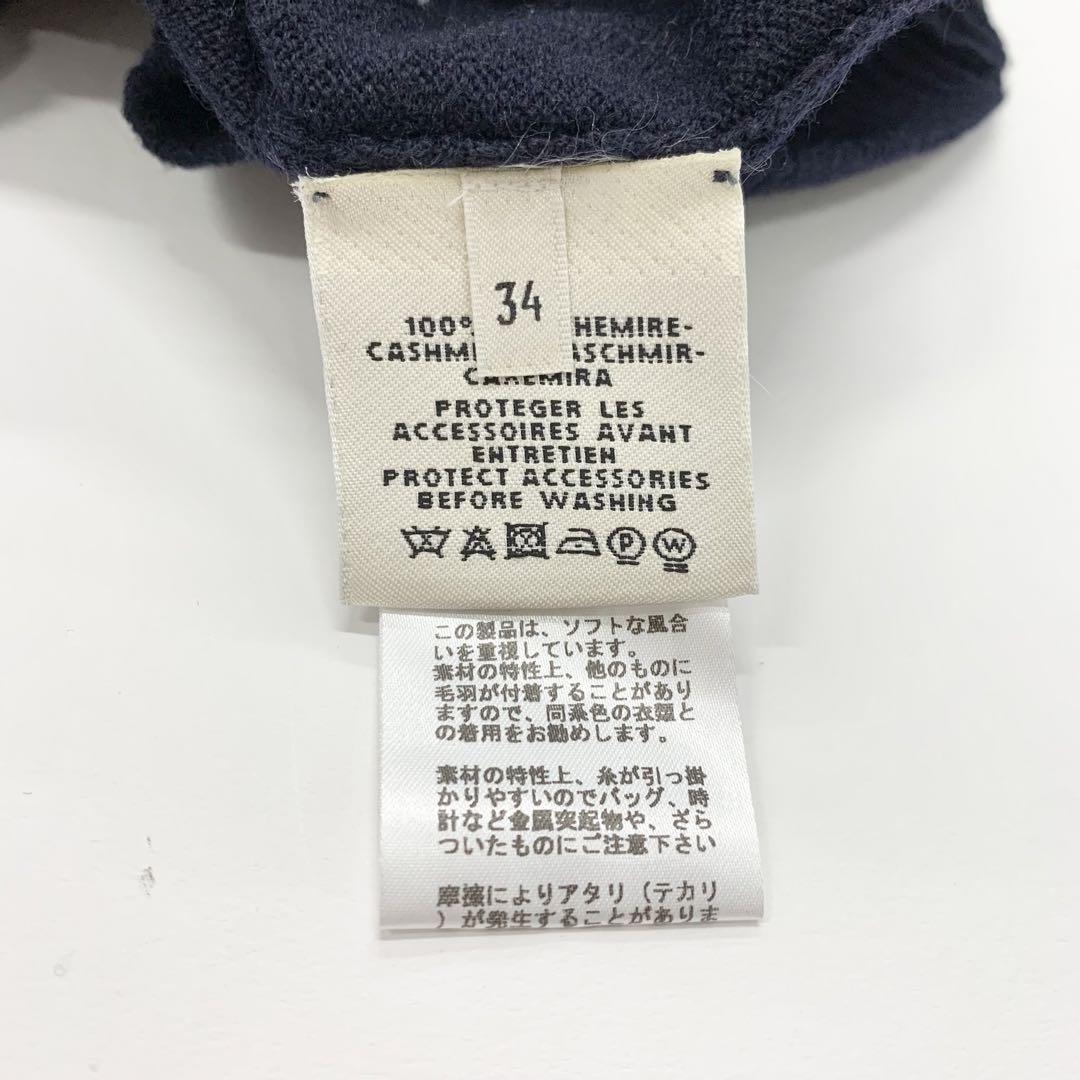 34
100% HEMIRE-
CASHM ASCHMIR-
CAHEMIRA
PROTEGER LES
ACCESSOIRES AVANT
ENTRETIEN
PROTECT ACCESSORIES
BEFORE WASHING
P W
この製品は、ソフトな風合
いを重視しています。
素材の特性上、他のものに
毛羽が付着することがあり
ますので、同系色の衣類と
の着用をお勧めします。
素材の特性上、糸が引っ掛
かりやすいのでバッグ、時
計など金属突起物や、ざら
ついたものにご注意下さい
摩擦によりアタリ（テカリ
）が発生することがありま